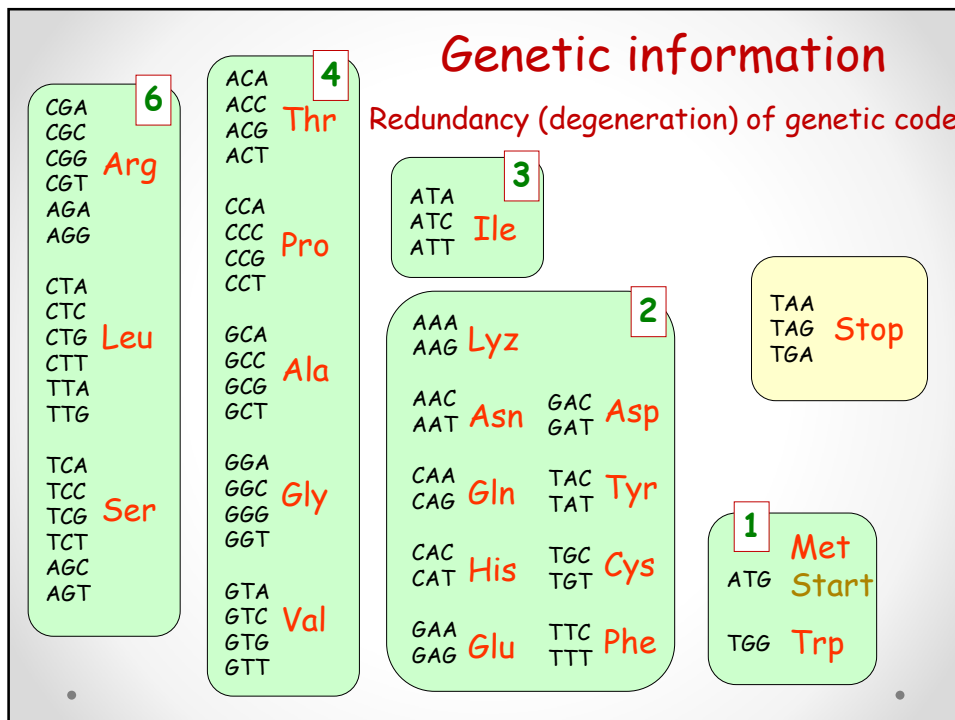 Genetic information
Redundancy (degeneration) of genetic code
6
CGA
CGC
CGG
CGT
AGA
AGG
Arg
CTA
CTC
CTG
CTT
TTA
TTG
Leu
TCA
TCC
TCG
TCT
AGC
AGT
Ser
4
ACA
ACC
ACG
ACT
Thr
CCA
CCC
CCG
CCT
Pro
GCA
GCC
GCG
GCT
Ala
GGA
GGC
GGG
GGT
Gly
GTA
GTC
GTG
GTT
Val
3
ATA
ATC
ATT
Ile
2
AAA
AAG
Lyz
AAC
AAT
Asn
GAC
GAT
Asp
CAA
CAG
Gln
TAC
TAT
Tyr
CAC
CAT
His
TGC
TGT
Cys
GAA
GAG
Glu
TTC
TTT
Phe
TAA
TAG
TGA
Stop
1
ATG
Met
Start
TGG Trp